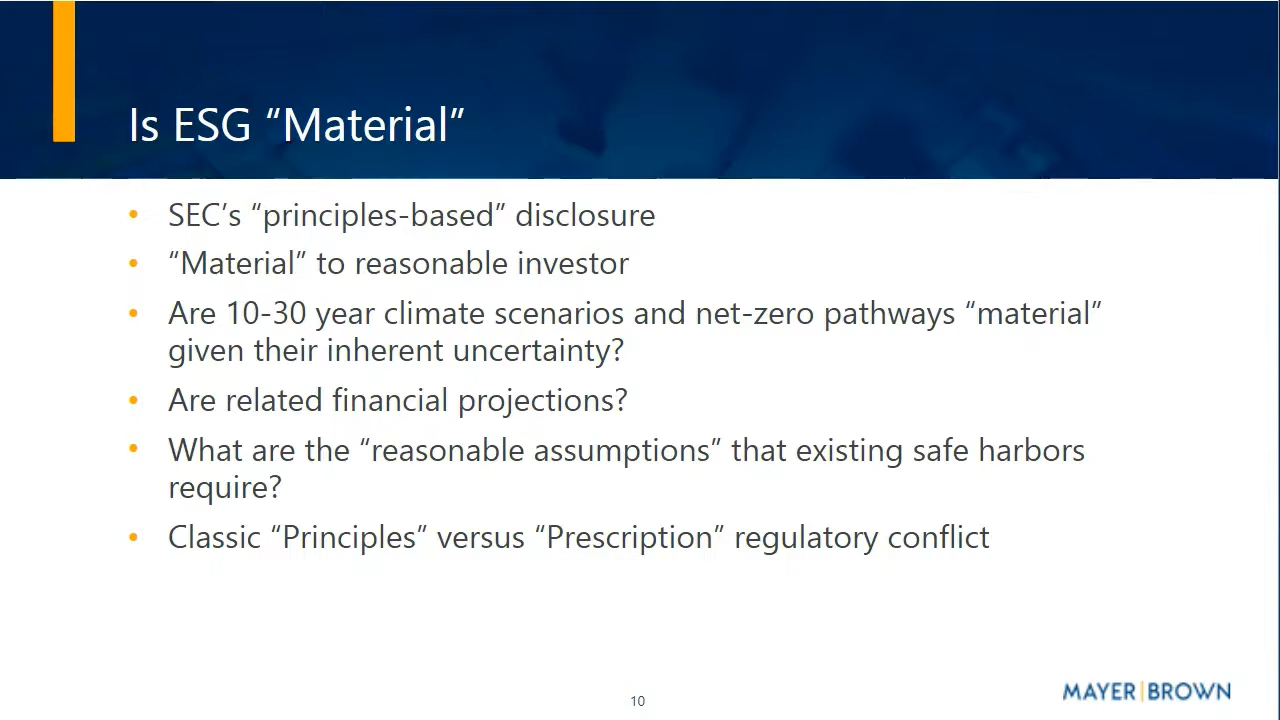 Is ESG “Material”
• SEC’s “principles-based” disclosure
• “Material” to reasonable investor
• Are 10-30 year climate scenarios and net-zero pathways “material”
given their inherent uncertainty?
• Are related financial projections?
• What are the “reasonable assumptions” that existing safe harbors
require?
• Classic “Principles” versus “Prescription” regulatory conflict
10
MAYER|BROWN